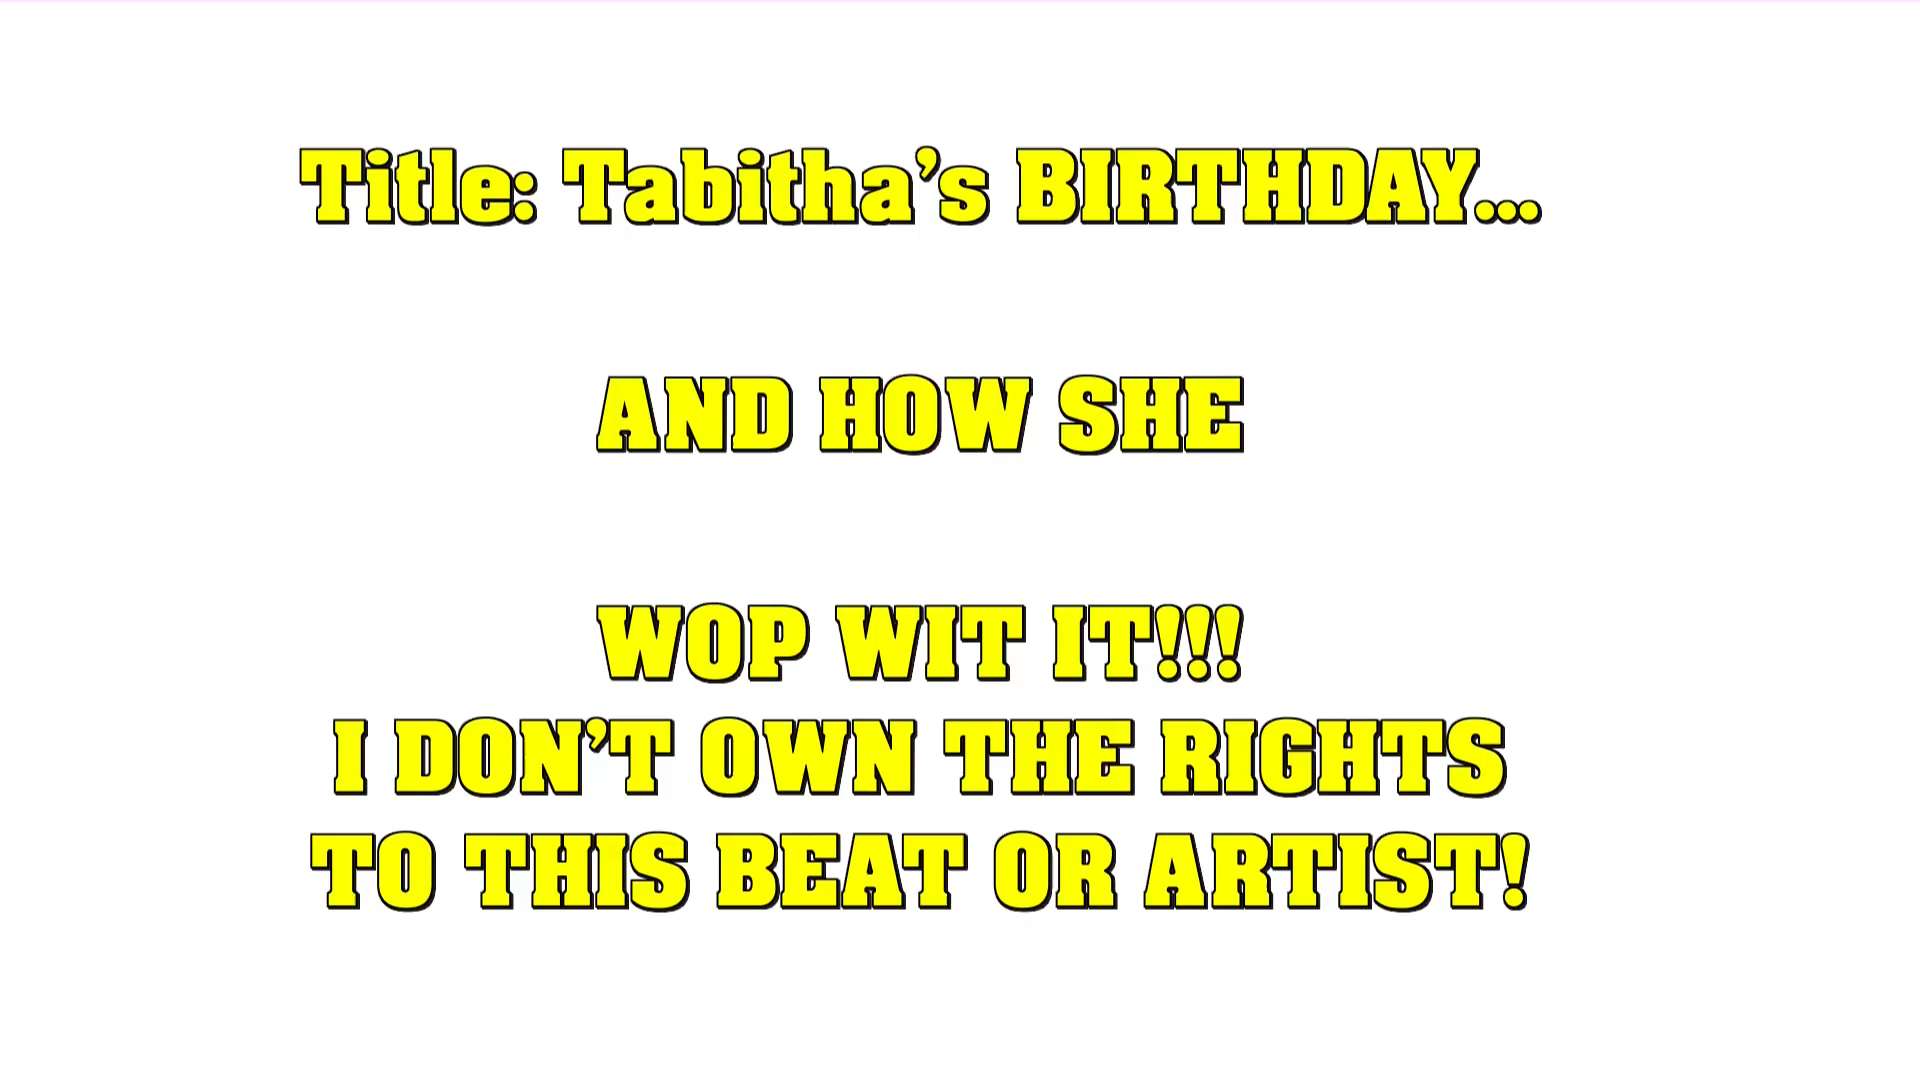 Title: Tabitha’s BIRTHDAY...
AND HOW SHE
WOP WIT IT!!!
I DON’T OWN THE RIGHTS
TO THIS BEAT OR ARTIST!